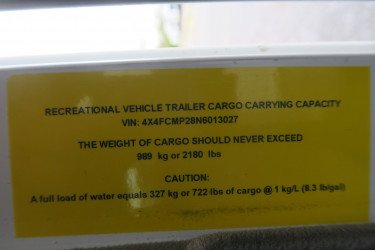 RECREATIONAL VEHICLE TRAILER CARGO CARRYING CAPACITY
VIN: 4X4FCMP28N6013027
THE WEIGHT OF CARGO SHOULD NEVER EXCEED
989 kg or 2180 lbs
CAUTION:
A full load of water equals 327 kg or 722 lbs of cargo @ 1 kg/L (8.3 lb/gal)